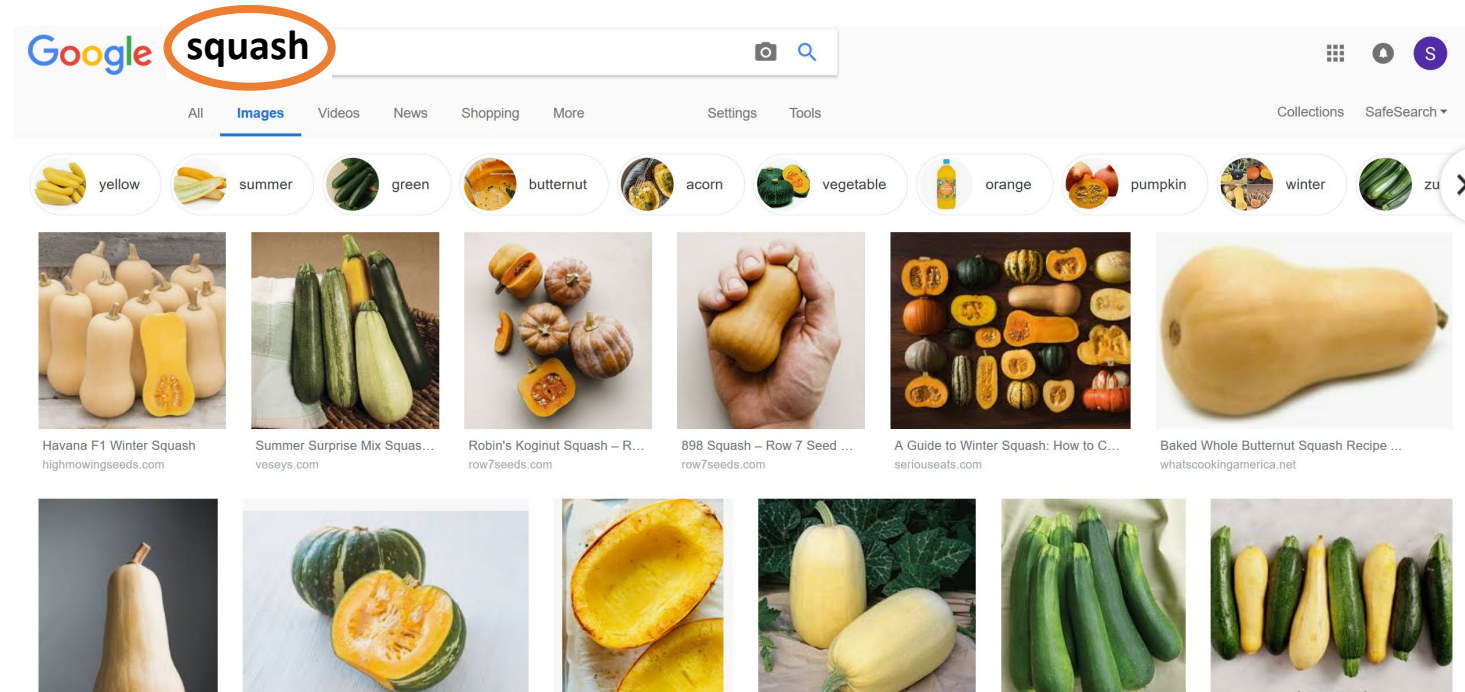 Google squash
S
All Images Videos News Shopping More Settings Tools Collections SafeSearch
yellow summer green butternut acorn vegetable orange pumpkin winter zu
Havana F1 Winter Squash
highmowingseeds.com
Summer Surprise Mix Squas...
veseys.com
Robin's Koginut Squash – R...
row7seeds.com
898 Squash – Row 7 Seed ...
row7seeds.com
A Guide to Winter Squash: How to C...
seriouseats.com
Baked Whole Butternut Squash Recipe ...
whatscookingamerica.net